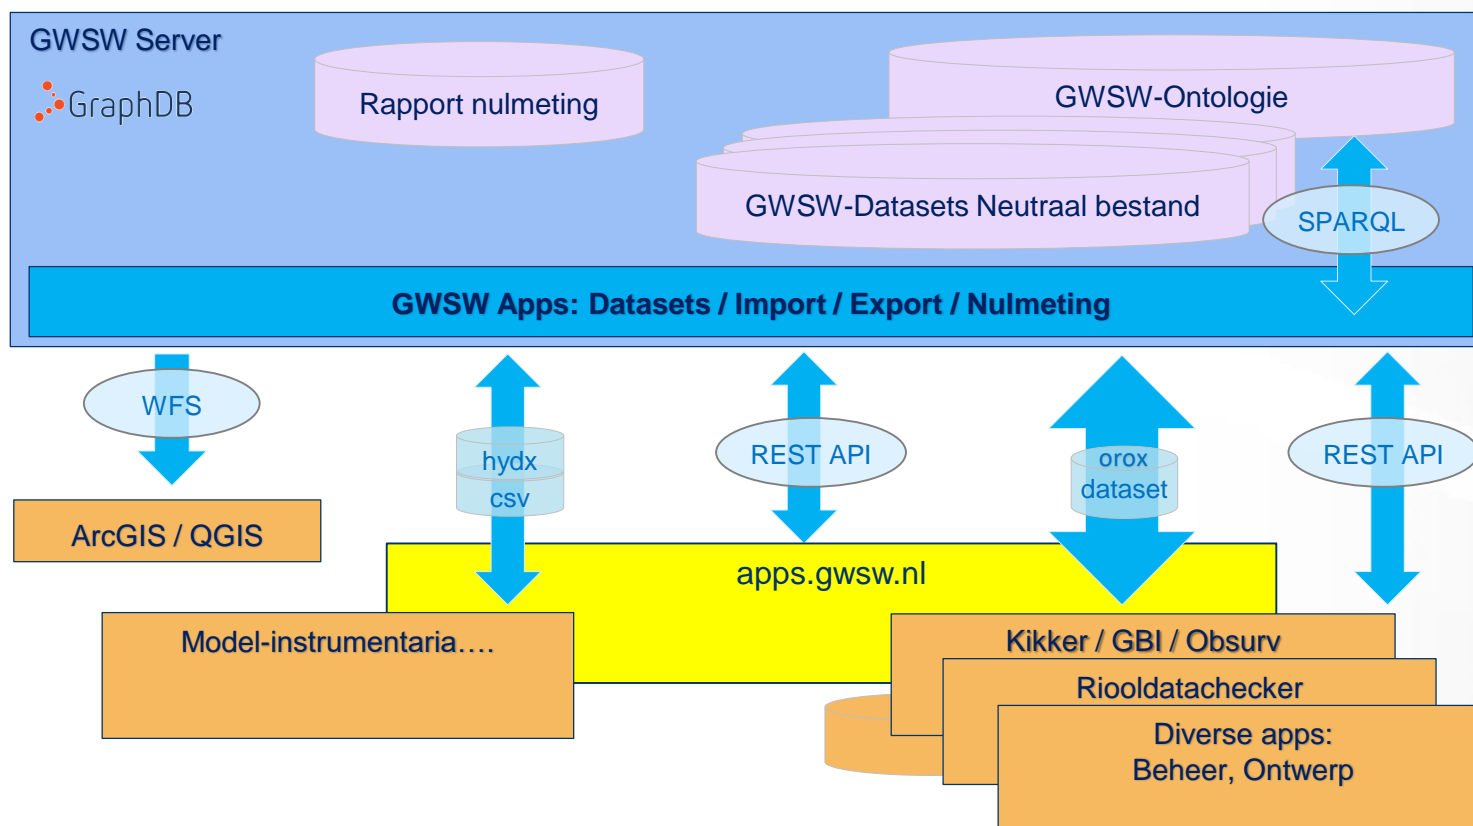 GWSW Server
GraphDB
Rapport nulmeting
GWSW-Ontologie
GWSW-Datasets Neutraal bestand
SPARQL
GWSW Apps: Datasets / Import / Export / Nulmeting
WFS
hydx
csv
REST API
orox
dataset
REST API
ArcGIS / QGIS
apps.gwsw.nl
Model-instrumentaria....
Kikker / GBI / Obsurv
Riooldatachecker
Diverse apps:
Beheer, Ontwerp